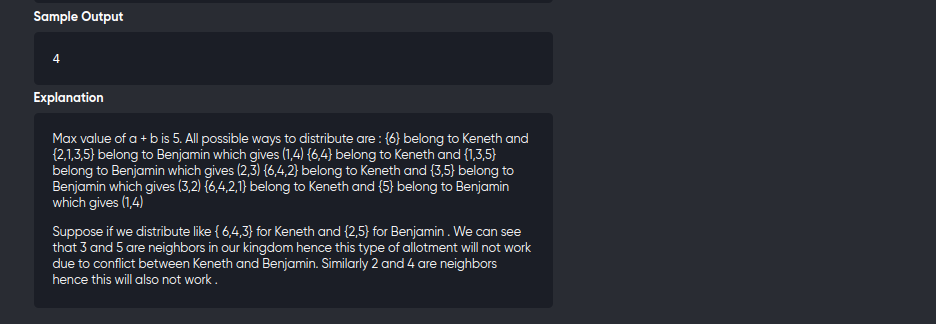 Sample Output
4
Explanation
Max value of a + b is 5. All possible ways to distribute are : {6} belong to Keneth and
{2,1,3,5} belong to Benjamin which gives (1,4) {6,4} belong to Keneth and {1,3,5}
belong to Benjamin which gives (2,3) {6,4,2} belong to Keneth and {3,5} belong to
Benjamin which gives (3,2) {6,4,2,1} belong to Keneth and {5} belong to Benjamin
which gives (1,4)
Suppose if we distribute like { 6,4,3} for Keneth and {2,5} for Benjamin . We can see
that 3 and 5 are neighbors in our kingdom hence this type of allotment will not work
due to conflict between Keneth and Benjamin. Similarly 2 and 4 are neighbors
hence this will also not work .